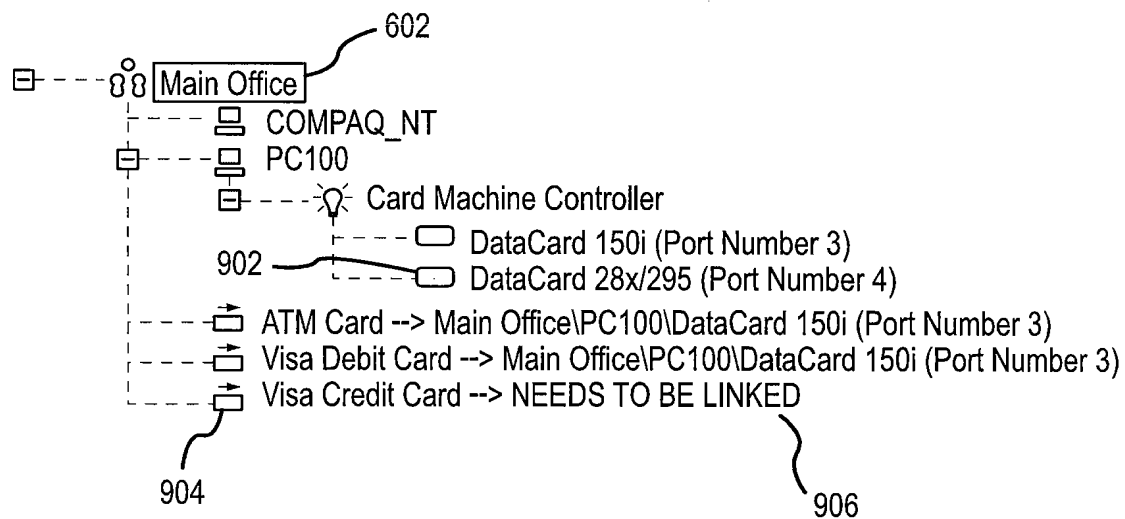 602
Main Office
COMPAQ_NT
PC100
Card Machine Controller
DataCard 150i (Port Number 3)
902
DataCard 28x/295 (Port Number 4)
ATM Card --> Main Office\PC100\DataCard 150i (Port Number 3)
Visa Debit Card --> Main Office\PC100\DataCard 150i (Port Number 3)
Visa Credit Card --> NEEDS TO BE LINKED
904
906